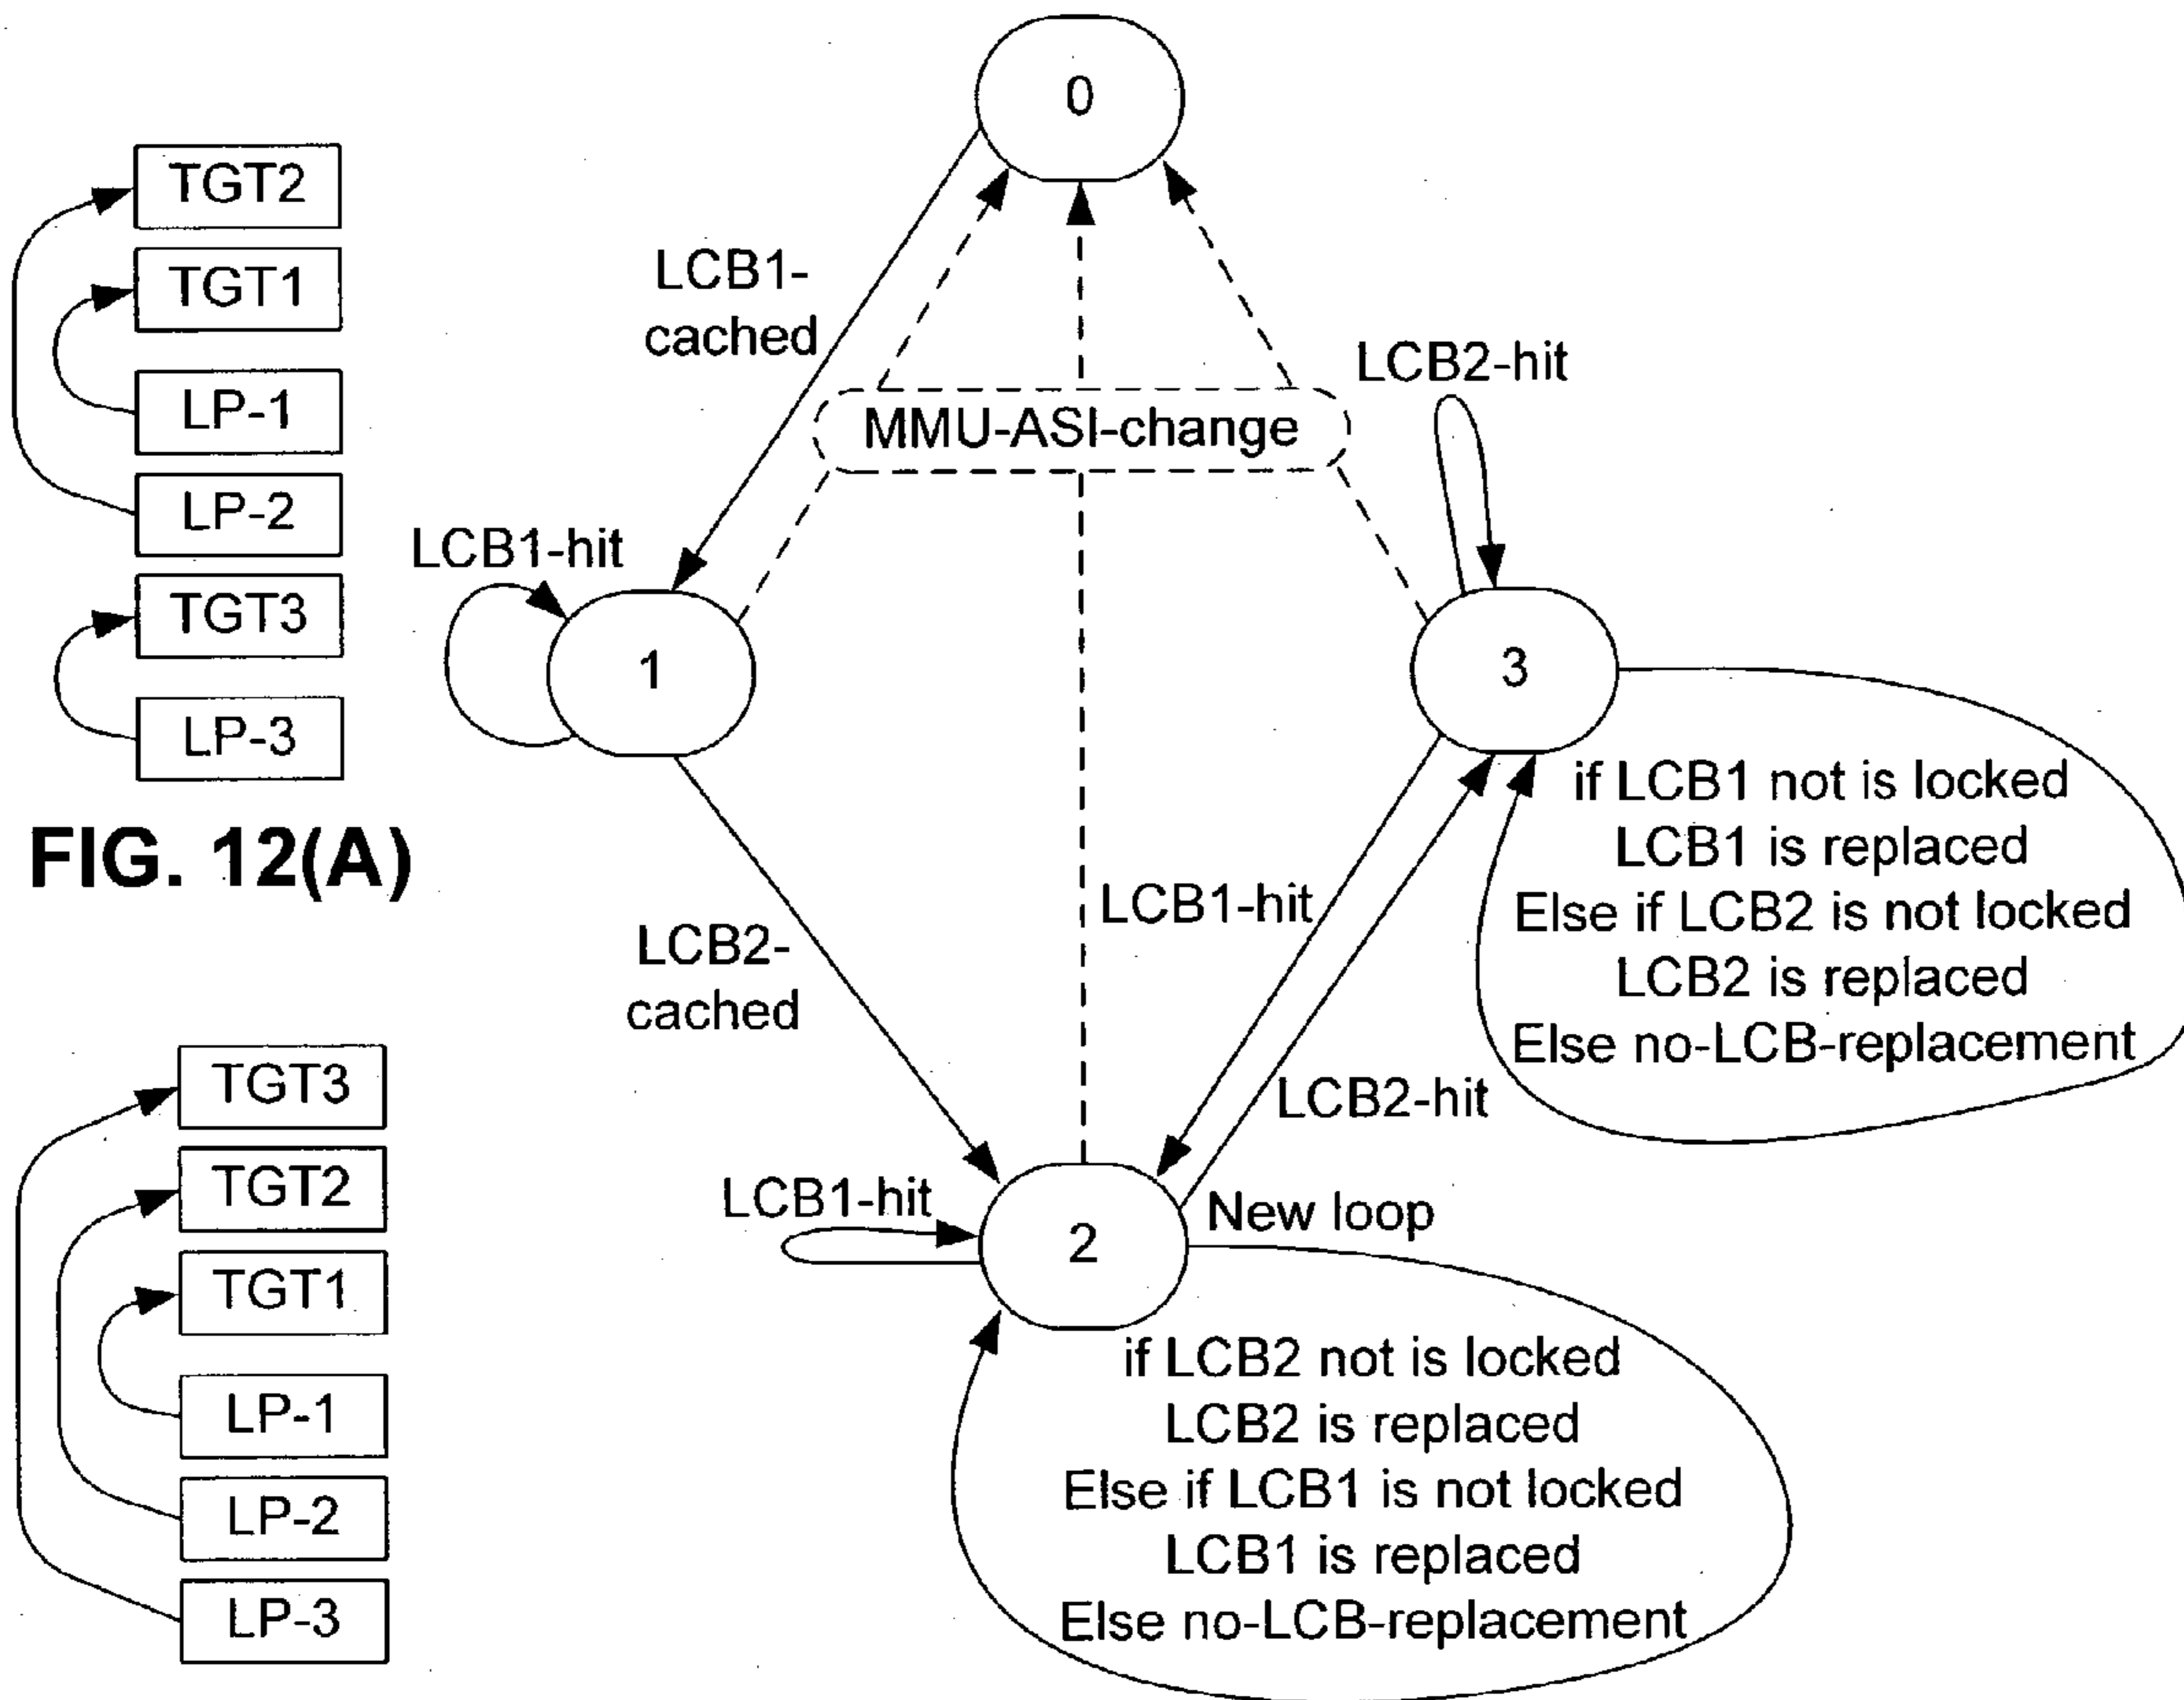 TGT2
TGT1
LP-1
LP-2
TGT3
LP-3
FIG. 12(A)
TGT3
TGT2
TGT1
LP-1
LP-2
LP-3
0
LCB1-
cached
MMU-ASI-change
LCB2-hit
LCB1-hit
1
3
if LCB1 not is locked
LCB1 is replaced
Else if LCB2 is not locked
LCB2 is replaced
Else no-LCB-replacement
LCB1-hit
LCB2-
cached
LCB2-hit
LCB1-hit
2
New loop
if LCB2 not is locked
LCB2 is replaced
Else if LCB1 is not locked
LCB1 is replaced
Else no-LCB-replacement